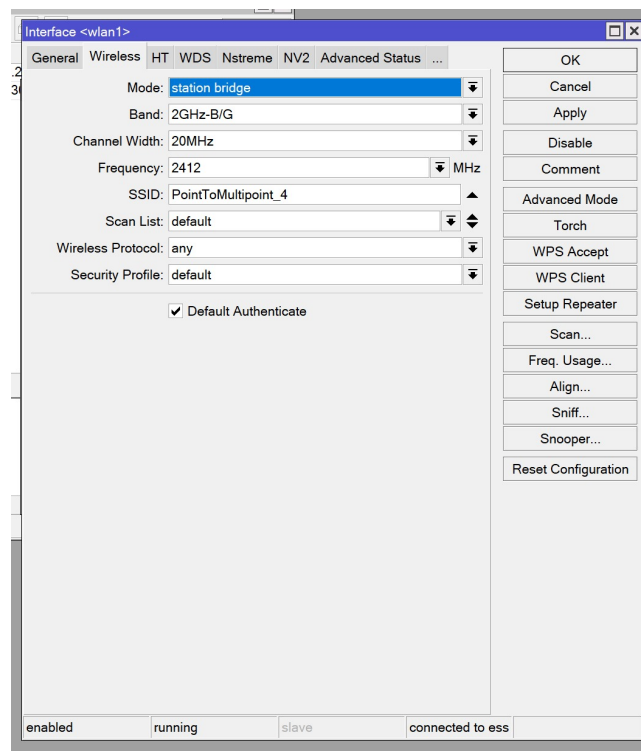 Interface <wlan1>
General Wireless HT WDS Nstreme NV2 Advanced Status ...
Mode: station bridge
Band: 2GHz-B/G
Channel Width: 20MHz
Frequency: 2412 MHz
SSID: PointToMultipoint_4
Scan List: default
Wireless Protocol: any
Security Profile: default
Default Authenticate
OK
Cancel
Apply
Disable
Comment
Advanced Mode
Torch
WPS Accept
WPS Client
Setup Repeater
Scan...
Freq. Usage...
Align...
Sniff...
Snooper...
Reset Configuration
enabled running slave connected to ess